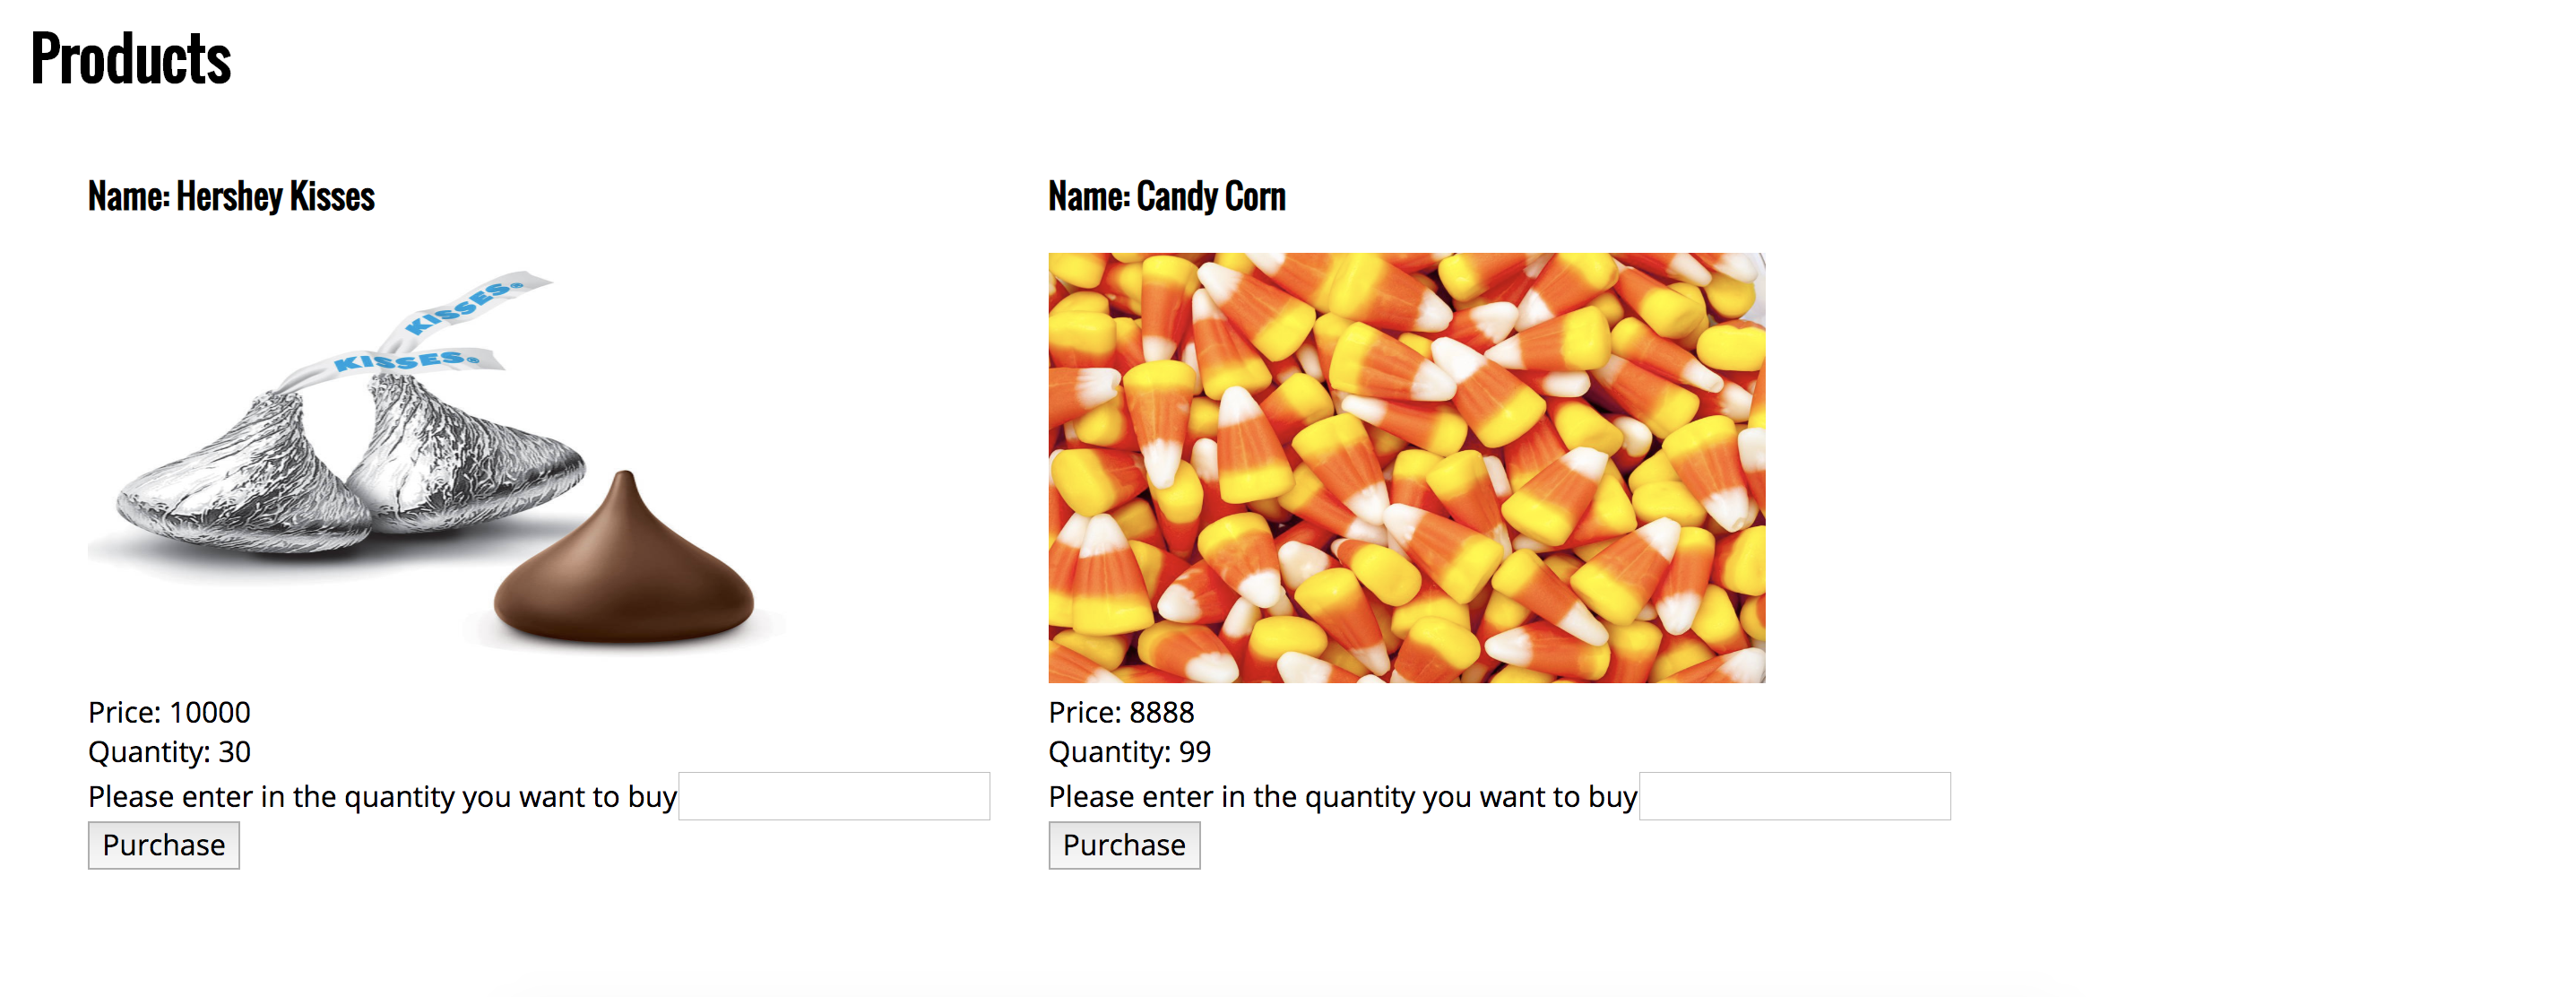 Products
Name: Hershey Kisses
KISSES®
KISSES®
Price: 10000
Quantity: 30
Please enter in the quantity you want to buy
Purchase
Name: Candy Corn
Price: 8888
Quantity: 99
Please enter in the quantity you want to buy
Purchase